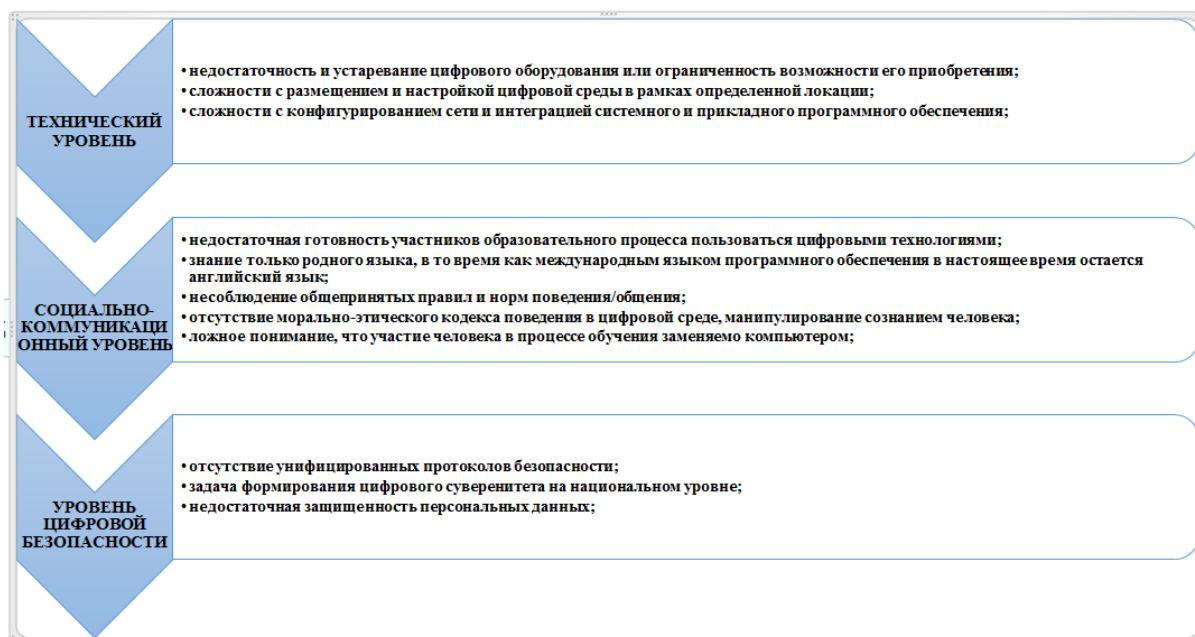 ТЕХНИЧЕСКИЙ
УРОВЕНЬ
• недостаточность и устаревание цифрового оборудования или ограниченность возможности его приобретения;
• сложности с размещением и настройкой цифровой среды в рамках определенной локации;
• сложности с конфигурированием сети и интеграцией системного и прикладного программного обеспечения;
СОЦИАЛЬНО-
КОММУНИКАЦИ
ОННЫЙ УРОВЕНЬ
• недостаточная готовность участников образовательного процесса пользоваться цифровыми технологиями;
• знание только родного языка, в то время как международным языком программного обеспечения в настоящее время остается
английский язык;
• несоблюдение общепринятых правил и норм поведения/общения;
• отсутствие морально-этического кодекса поведения в цифровой среде, манипулирование сознанием человека;
• ложное понимание, что участие человека в процессе обучения заменяемо компьютером;
УРОВЕНЬ
ЦИФРОВОЙ
БЕЗОПАСНОСТИ
• отсутствие унифицированных протоколов безопасности;
• задача формирования цифрового суверенитета на национальном уровне;
• недостаточная защищенность персональных данных;